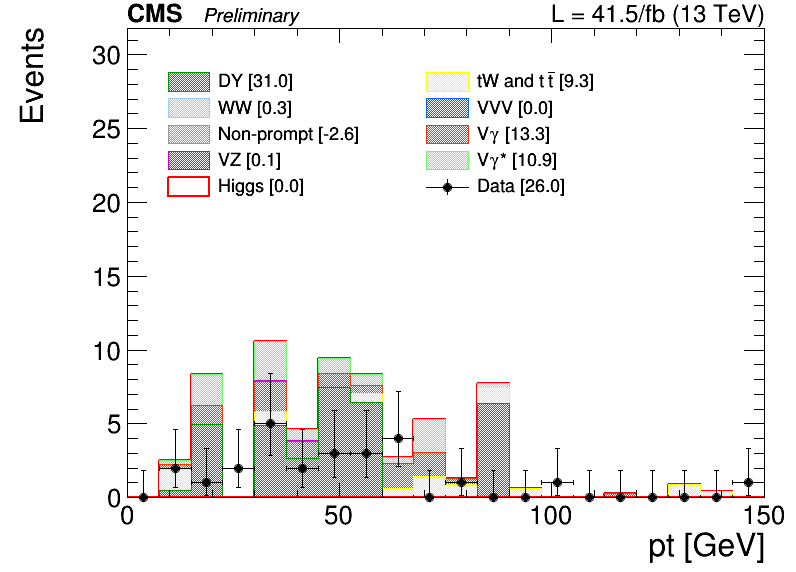 CMS Preliminary L = 41.5/fb (13 TeV)
Events
30
25
20
15
10
5
0
DY [31.0]
WW [0.3]
Non-prompt [-2.6]
VZ [0.1]
Higgs [0.0]
tW and tt̅ [9.3]
VVV [0.0]
Vγ [13.3]
Vγ* [10.9]
Data [26.0]
0 50 100 150
pt [GeV]